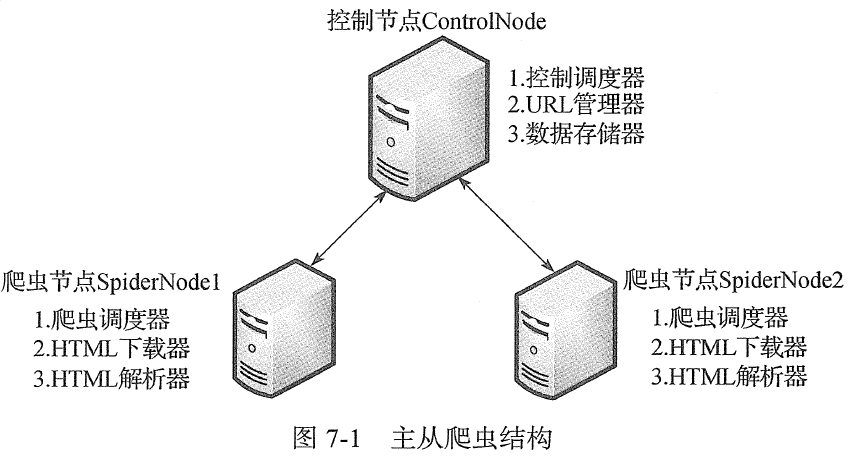 控制节点ControlNode
1.控制调度器
2.URL管理器
3.数据存储器
爬虫节点SpiderNode1
1.爬虫调度器
2.HTML下载器
3.HTML解析器
爬虫节点SpiderNode2
1.爬虫调度器
2.HTML下载器
3.HTML解析器
图 7-1 主从爬虫结构